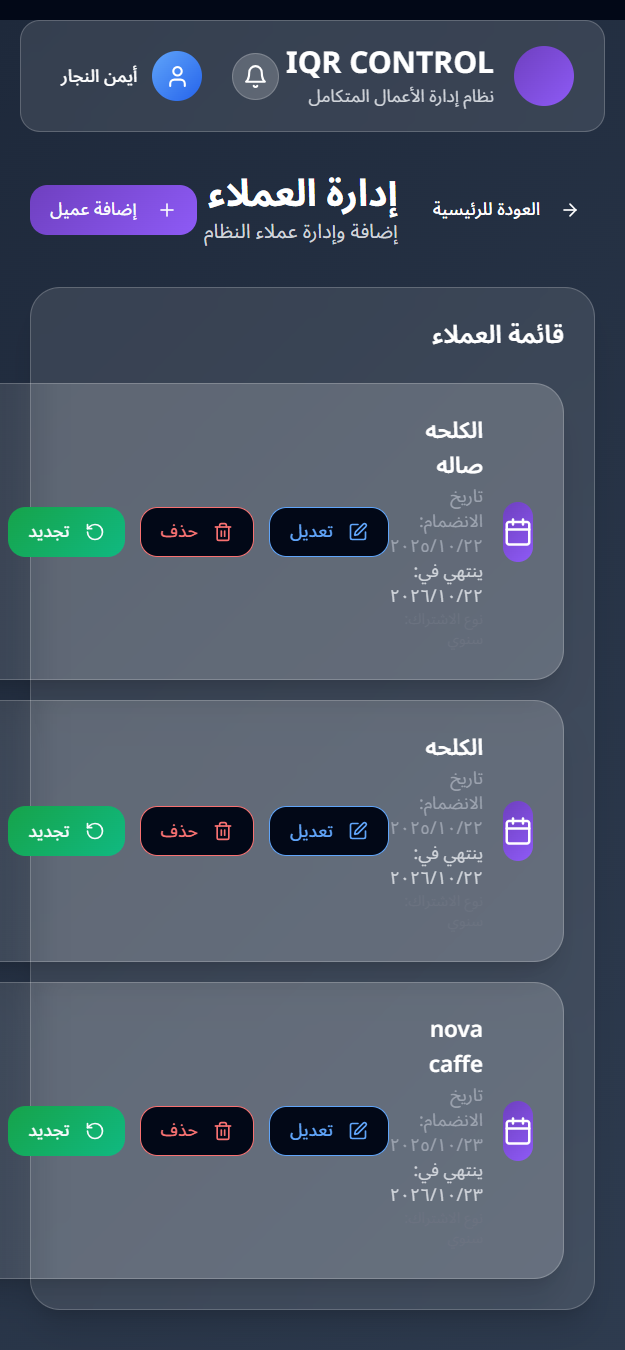 IQR CONTROL
نظام إدارة الأعمال المتكامل
أيمن النجار
العودة للرئيسية
إدارة العملاء
إضافة وإدارة عملاء النظام
إضافة عميل
قائمة العملاء
الكلحه
صاله
تاريخ
الانضمام:
٢٠٢٥/١٠/٢٢
ينتهي في:
٢٠٢٦/١٠/٢٢
نوع الاشتراك:
سنوي
تعديل
حذف
تجديد
الكلحه
تاريخ
الانضمام:
٢٠٢٥/١٠/٢٢
ينتهي في:
٢٠٢٦/١٠/٢٢
نوع الاشتراك:
سنوي
تعديل
حذف
تجديد
nova
caffe
تاريخ
الانضمام:
٢٠٢٥/١٠/٢٣
ينتهي في:
٢٠٢٦/١٠/٢٣
نوع الاشتراك:
سنوي
تعديل
حذف
تجديد